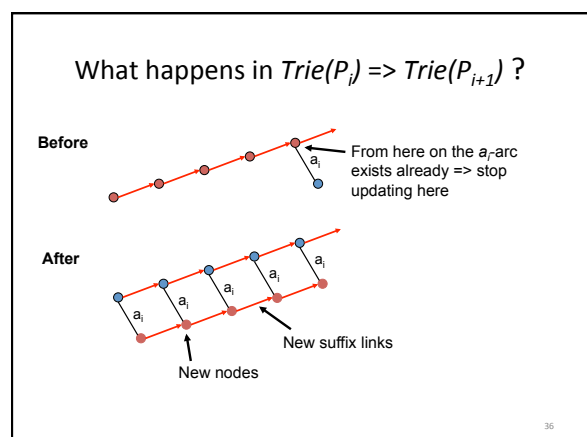 What happens in Trie(Pi) => Trie(Pi+1) ?
Before
ai
From here on the ai-arc
exists already => stop
updating here
After
ai
ai
ai
ai
ai
New suffix links
New nodes
36